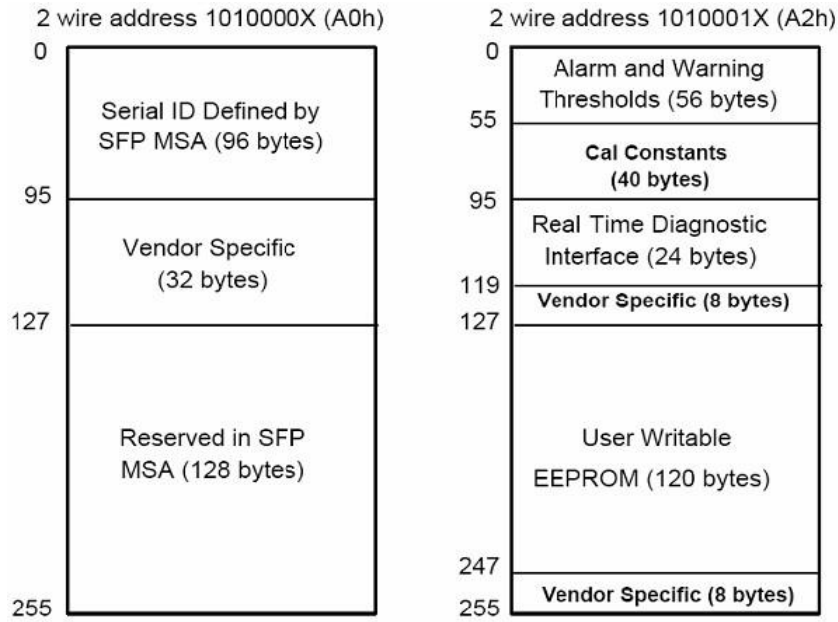 2 wire address 1010000X (A0h)
0
Serial ID Defined by
SFP MSA (96 bytes)
95
Vendor Specific
(32 bytes)
127
Reserved in SFP
MSA (128 bytes)
255
2 wire address 1010001X (A2h)
0
Alarm and Warning
Thresholds (56 bytes)
55
Cal Constants
(40 bytes)
95
Real Time Diagnostic
Interface (24 bytes)
119
Vendor Specific (8 bytes)
127
User Writable
EEPROM (120 bytes)
247
Vendor Specific (8 bytes)
255